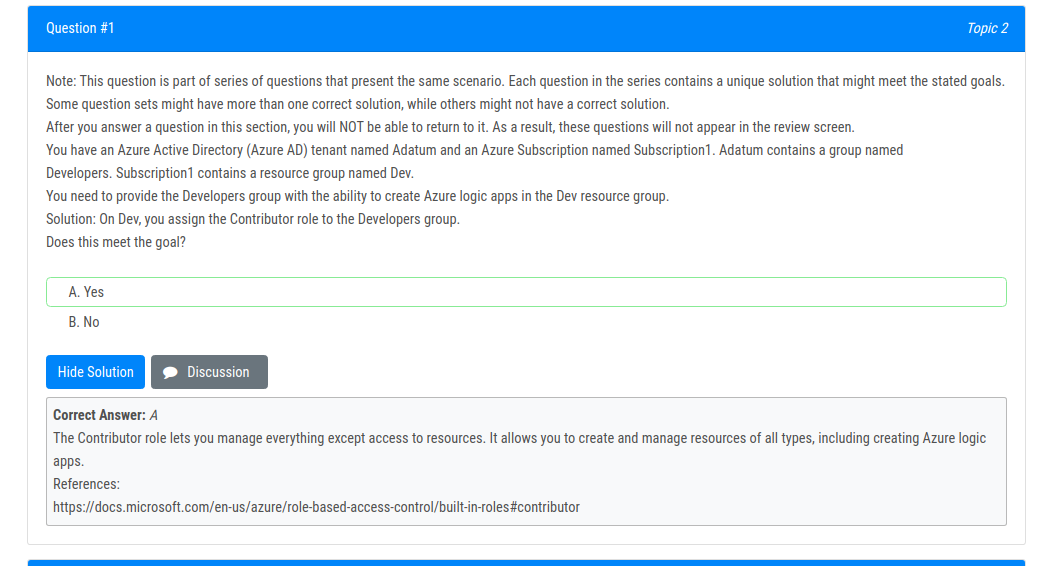 Question #1
Topic 2
Note: This question is part of series of questions that present the same scenario. Each question in the series contains a unique solution that might meet the stated goals.
Some question sets might have more than one correct solution, while others might not have a correct solution.
After you answer a question in this section, you will NOT be able to return to it. As a result, these questions will not appear in the review screen.
You have an Azure Active Directory (Azure AD) tenant named Adatum and an Azure Subscription named Subscription1. Adatum contains a group named
Developers. Subscription1 contains a resource group named Dev.
You need to provide the Developers group with the ability to create Azure logic apps in the Dev resource group.
Solution: On Dev, you assign the Contributor role to the Developers group.
Does this meet the goal?
A. Yes
B. No
Hide Solution
Discussion
Correct Answer: A
The Contributor role lets you manage everything except access to resources. It allows you to create and manage resources of all types, including creating Azure logic
apps.
References:
https://docs.microsoft.com/en-us/azure/role-based-access-control/built-in-roles#contributor